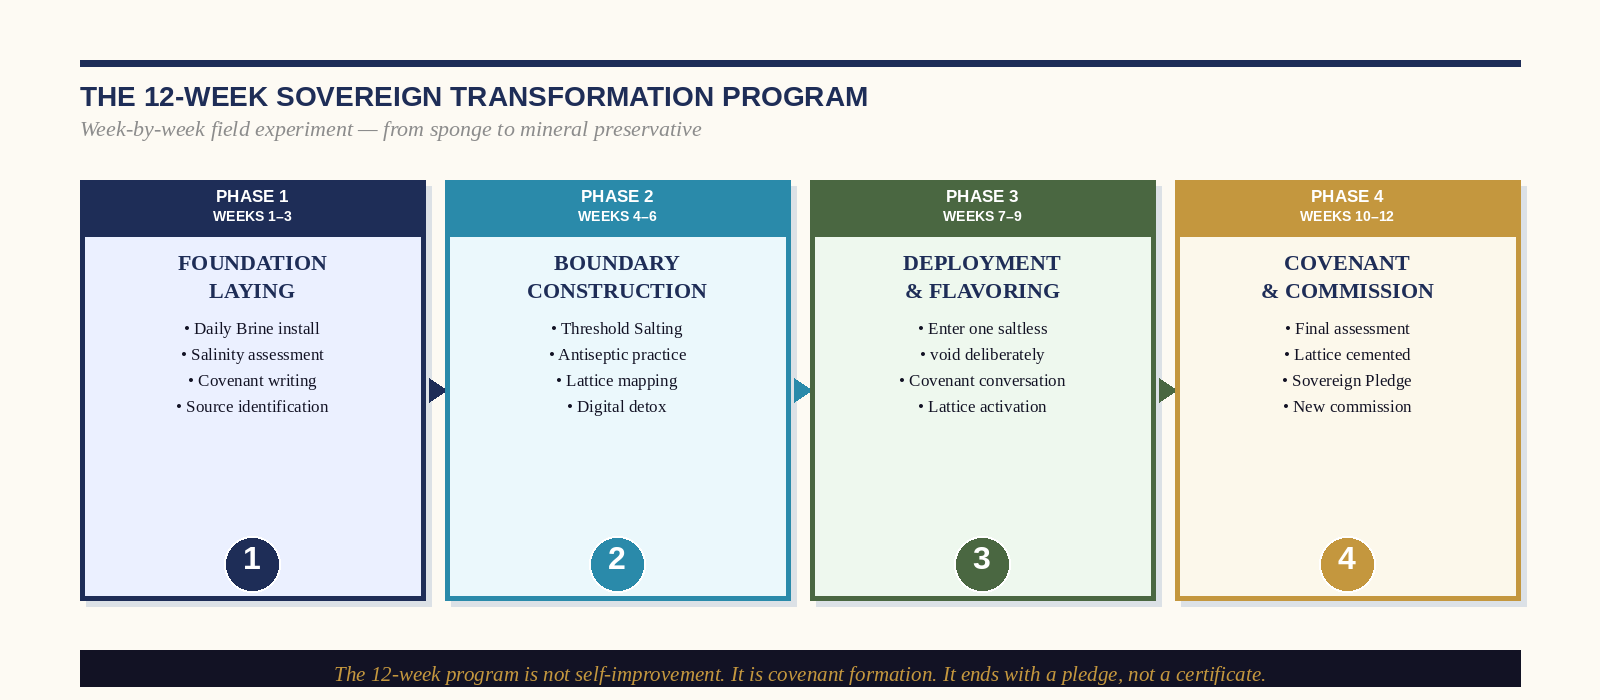 THE 12-WEEK SOVEREIGN TRANSFORMATION PROGRAM
Week-by-week field experiment — from sponge to mineral preservative
PHASE 1
WEEKS 1–3
FOUNDATION
LAYING
• Daily Brine install
• Salinity assessment
• Covenant writing
• Source identification
1
PHASE 2
WEEKS 4–6
BOUNDARY
CONSTRUCTION
• Threshold Salting
• Antiseptic practice
• Lattice mapping
• Digital detox
2
PHASE 3
WEEKS 7–9
DEPLOYMENT
& FLAVORING
• Enter one saltless
• void deliberately
• Covenant conversation
• Lattice activation
3
PHASE 4
WEEKS 10–12
COVENANT
& COMMISSION
• Final assessment
• Lattice cemented
• Sovereign Pledge
• New commission
4
The 12-week program is not self-improvement. It is covenant formation. It ends with a pledge, not a certificate.